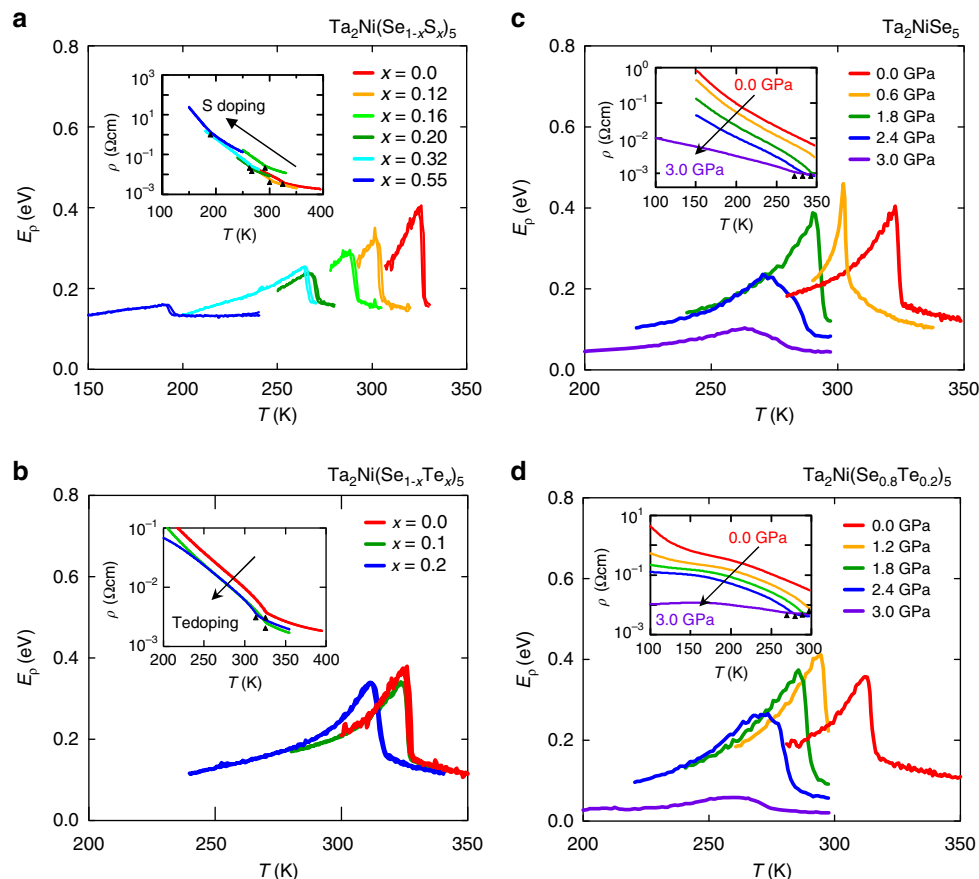 a
Ta₂Ni(Se₁₋ₓSₓ)₅
0.8
0.6
0.4
0.2
0.0
Eρ (eV)
150 200 250 300 350
T (K)
10³
10¹
10⁻¹
10⁻³
ρ (Ωcm)
S doping
100 200 300 400
T (K)
x = 0.0
x = 0.12
x = 0.16
x = 0.20
x = 0.32
x = 0.55
c
Ta₂NiSe₅
0.8
0.6
0.4
0.2
0.0
Eρ (eV)
200 250 300 350
T (K)
10⁰
10⁻¹
10⁻²
10⁻³
ρ (Ωcm)
0.0 GPa
3.0 GPa
100 150 200 250 300 350
T (K)
0.0 GPa
0.6 GPa
1.8 GPa
2.4 GPa
3.0 GPa
b
Ta₂Ni(Se₁₋ₓTeₓ)₅
0.8
0.6
0.4
0.2
0.0
Eρ (eV)
200 250 300 350
T (K)
10⁻¹
10⁻²
10⁻³
ρ (Ωcm)
Tedoping
200 250 300 350 400
T (K)
x = 0.0
x = 0.1
x = 0.2
d
Ta₂Ni(Se₀.₈Te₀.₂)₅
0.8
0.6
0.4
0.2
0.0
Eρ (eV)
200 250 300 350
T (K)
10¹
10⁻¹
10⁻³
ρ (Ωcm)
0.0 GPa
3.0 GPa
100 150 200 250 300
T (K)
0.0 GPa
1.2 GPa
1.8 GPa
2.4 GPa
3.0 GPa